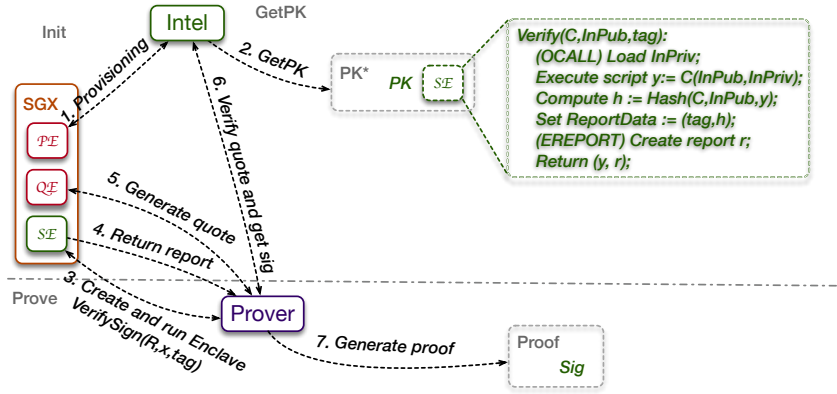 Init
Intel
GetPK
1. Provisioning
2. GetPK
PK*
PK
SE
Verify(C,InPub,tag):
(OCALL) Load InPriv;
Execute script y:= C(InPub,InPriv);
Compute h := Hash(C,InPub,y);
Set ReportData := (tag,h);
(EREPORT) Create report r;
Return (y, r);
SGX
PE
QE
SE
6. Verify quote and get sig
5. Generate quote
4. Return report
Prove
3. Create and run Enclave
VerifySign(R,x,tag)
Prover
7. Generate proof
Proof
Sig